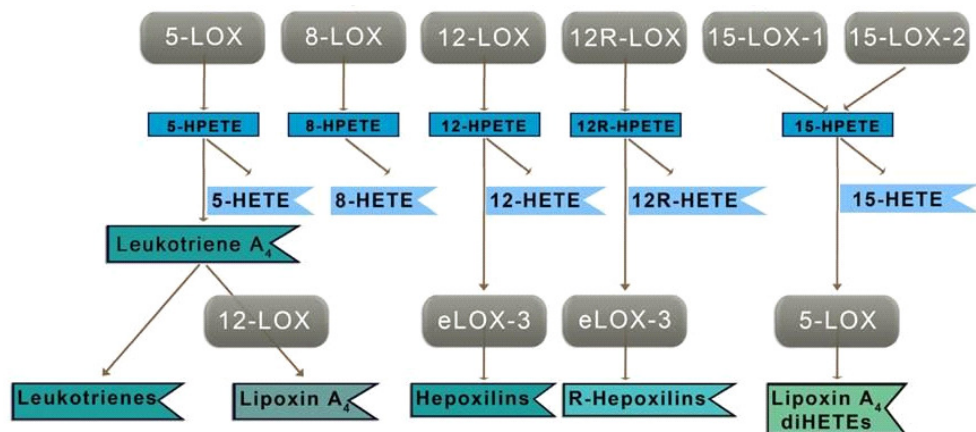 5-LOX 8-LOX 12-LOX 12R-LOX 15-LOX-1 15-LOX-2
5-HPETE 8-HPETE 12-HPETE 12R-HPETE 15-HPETE
5-HETE 8-HETE 12-HETE 12R-HETE 15-HETE
Leukotriene A₄
12-LOX eLOX-3 eLOX-3 5-LOX
Leukotrienes Lipoxin A₄ Hepoxilins R-Hepoxilins Lipoxin A₄
diHETEs